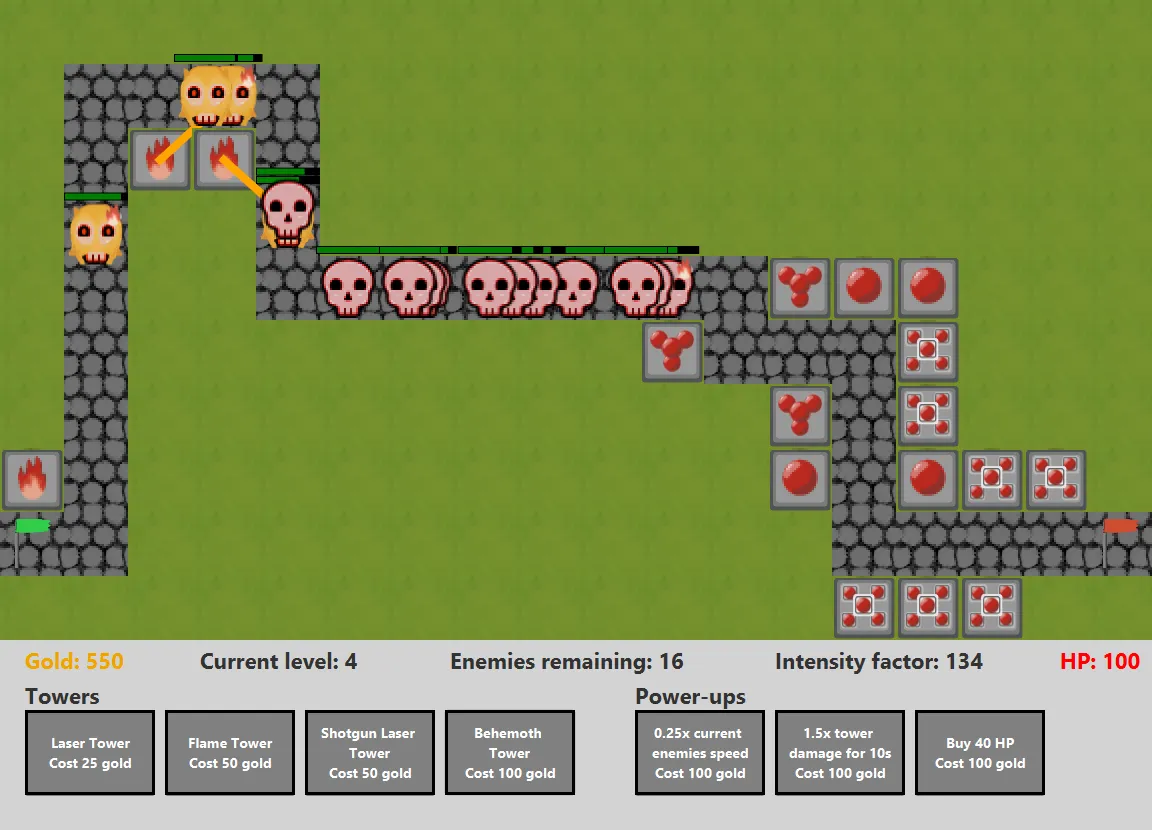 Gold: 550
Current level: 4
Enemies remaining: 16
Intensity factor: 134
HP: 100
Towers
Power-ups
Laser Tower
Cost 25 gold
Flame Tower
Cost 50 gold
Shotgun Laser
Tower
Cost 50 gold
Behemoth
Tower
Cost 100 gold
0.25x current
enemies speed
Cost 100 gold
1.5x tower
damage for 10s
Cost 100 gold
Buy 40 HP
Cost 100 gold